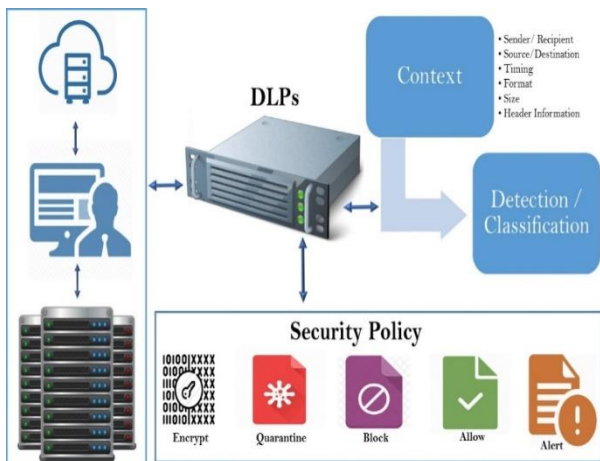 DLPs
Context
• Sender/ Recipient
• Source/Destination
• Timing
• Format
• Size
• Header Information
Detection /
Classification
Security Policy
Encrypt
Quarantine
Block
Allow
Alert